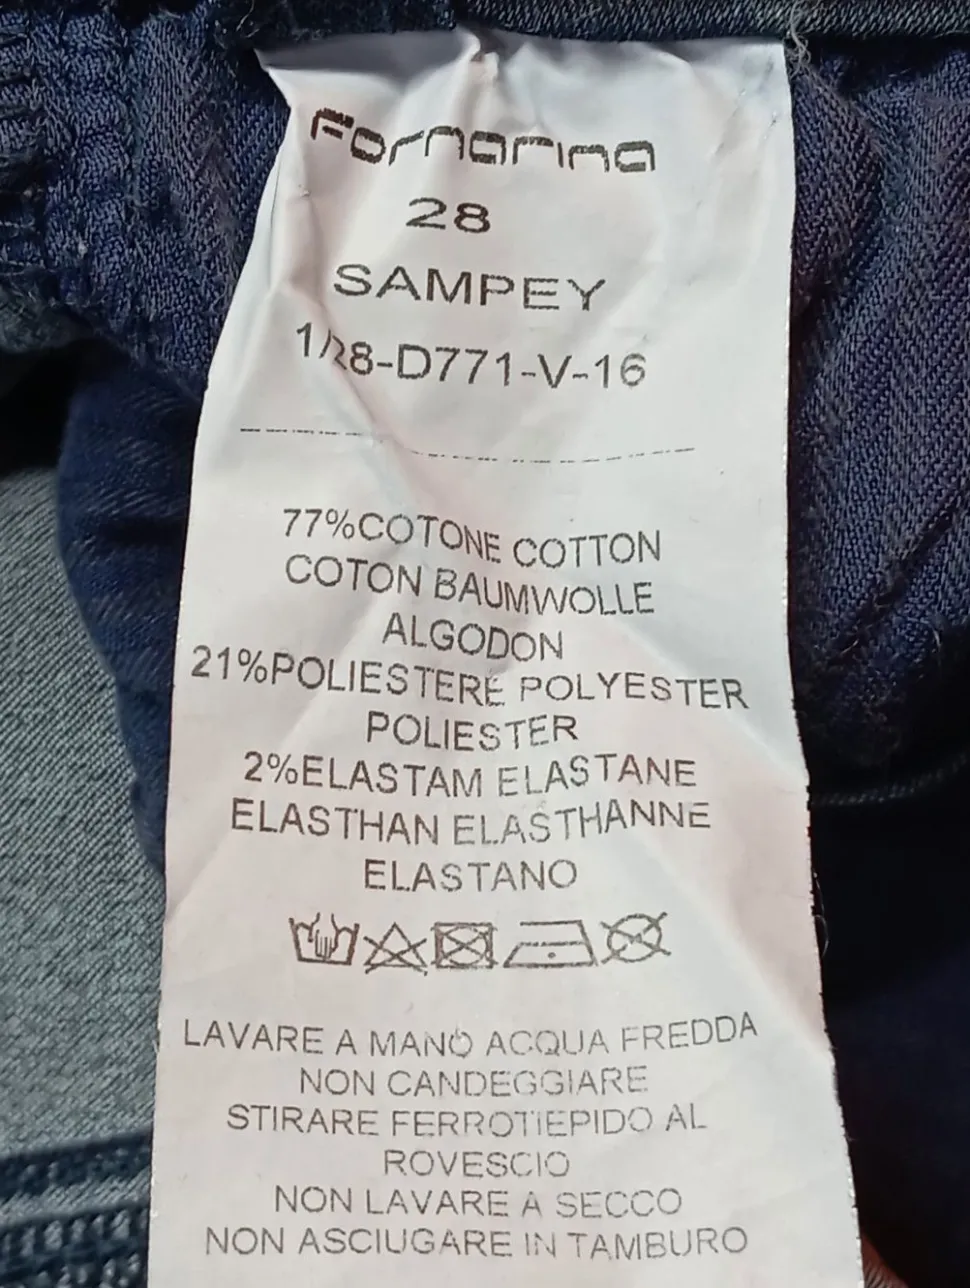 Fornarina
28
SAMPEY
1/28-D771-V-16
77%COTONE COTTON
COTON BAUMWOLLE
ALGODON
21%POLIESTERE POLYESTER
POLIESTER
2%ELASTAM ELASTANE
ELASTHAN ELASTHANNE
ELASTANO
LAVARE A MANO ACQUA FREDDA
NON CANDEGGIARE
STIRARE FERROTIEPIDO AL
ROVESCIO
NON LAVARE A SECCO
NON ASCIUGARE IN TAMBURO